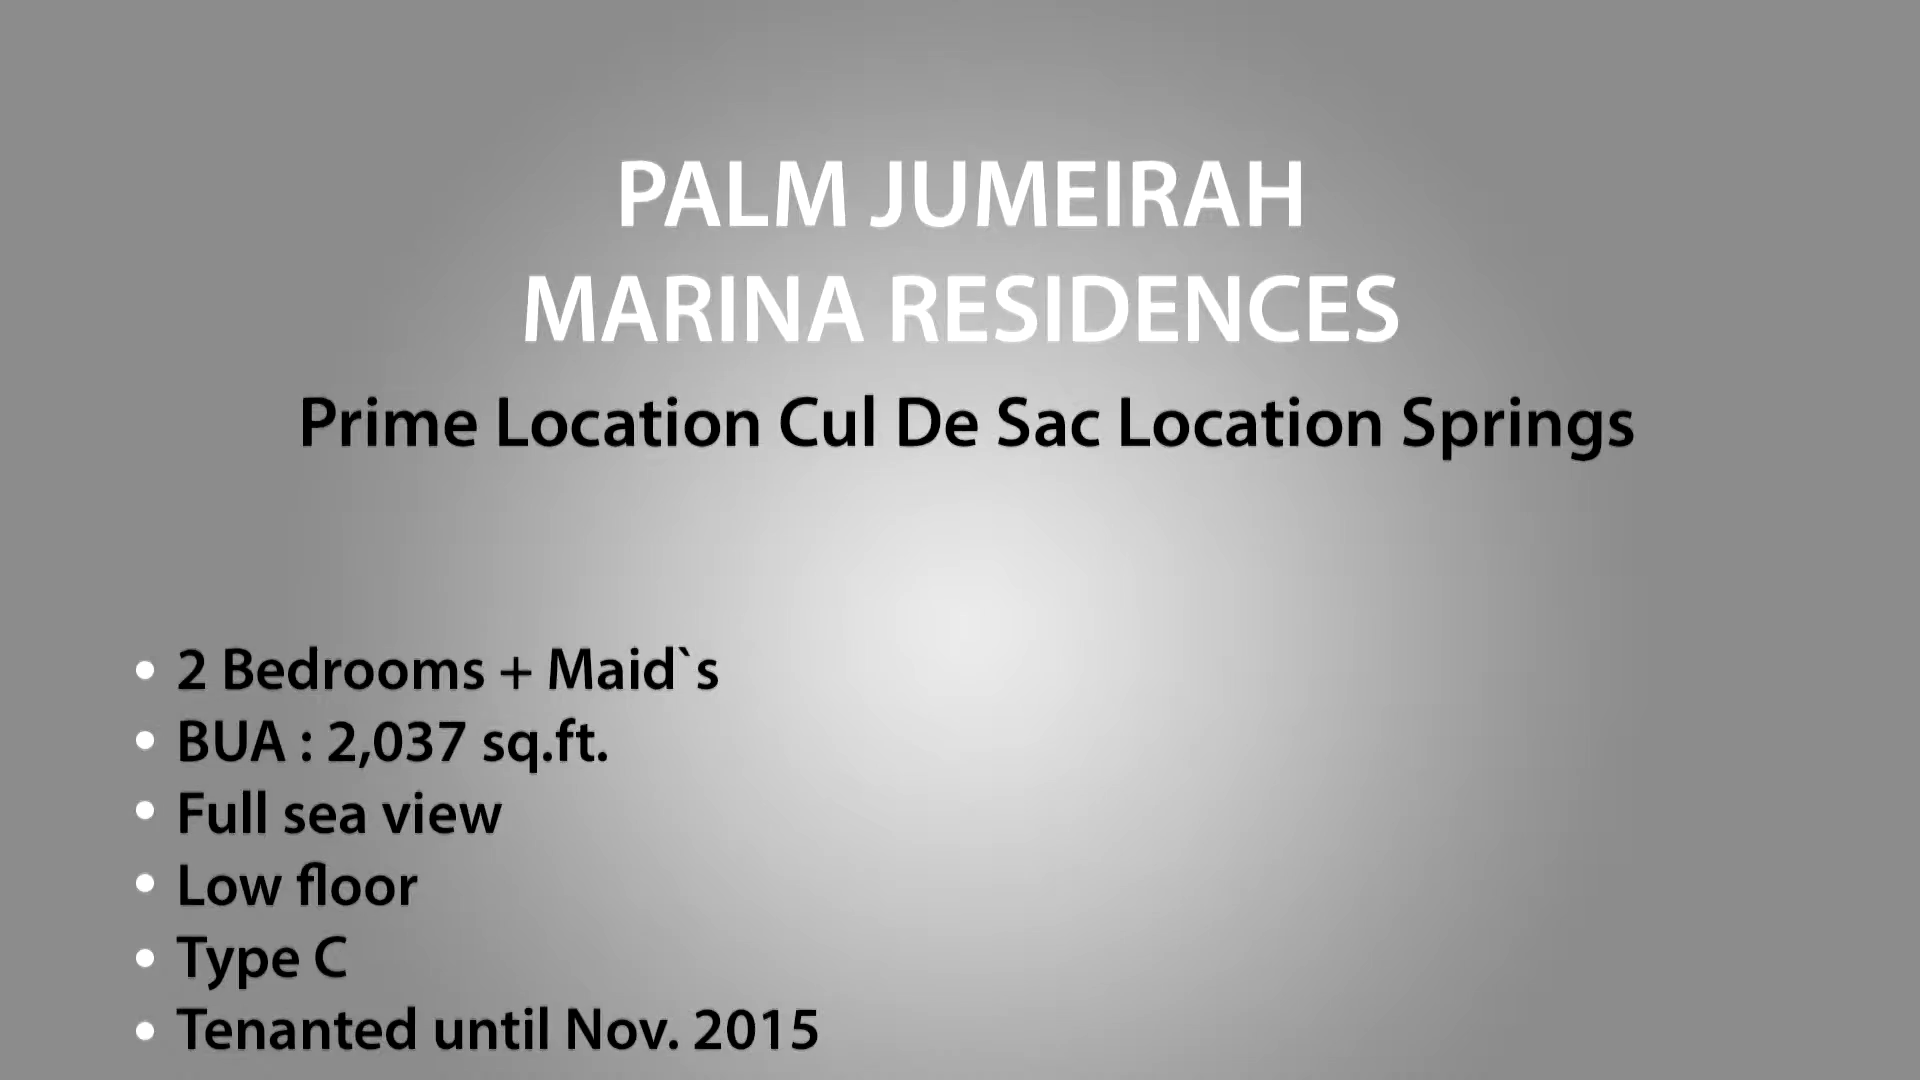 PALM JUMEIRAH
MARINA RESIDENCES
Prime Location Cul De Sac Location Springs
• 2 Bedrooms + Maid`s
• BUA : 2,037 sq.ft.
• Full sea view
• Low floor
• Type C
• Tenanted until Nov. 2015